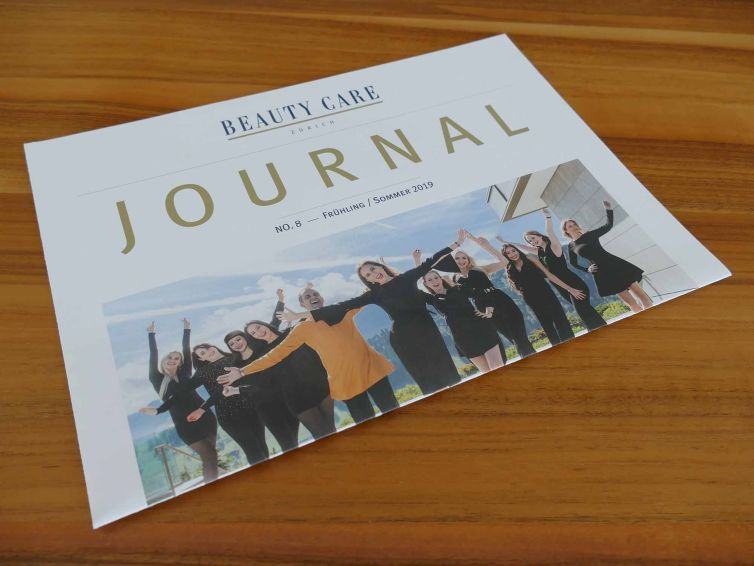 BEAUTY CARE
ZÜRICH
JOURNAL
NO. 8 — FRÜHLING / SOMMER 2019